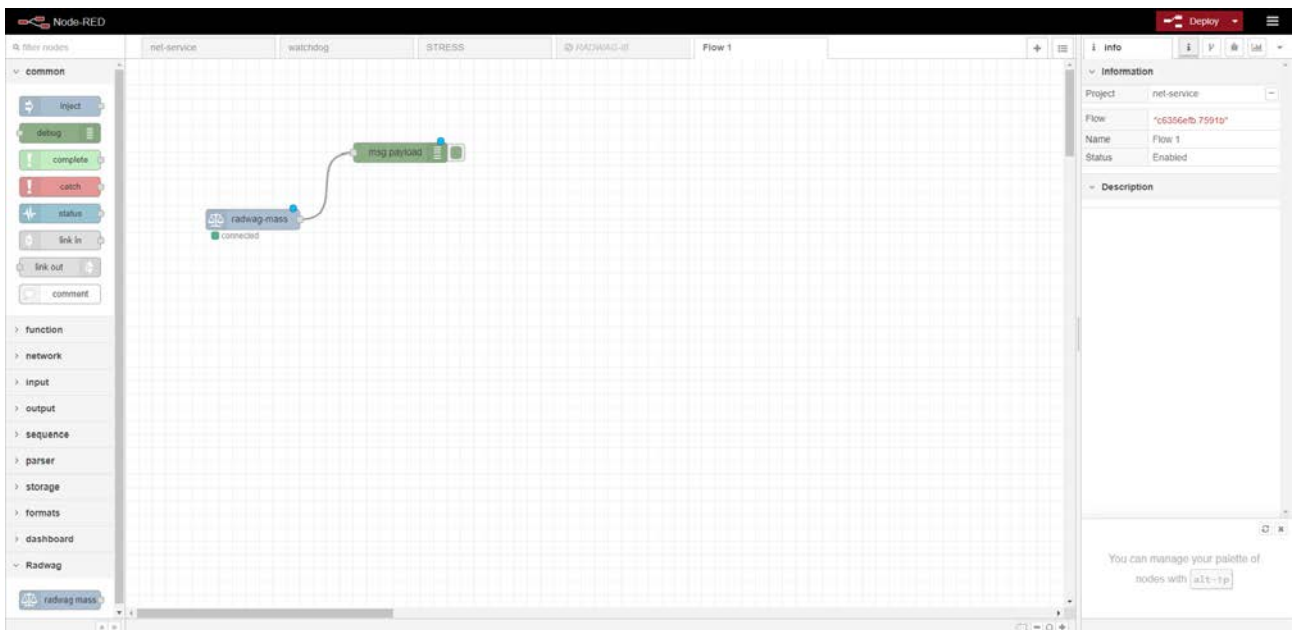 Node-RED
Deploy
filter nodes
net-service
watchdog
STRESS
RADWAG-id
Flow 1
info
common
inject
debug
complete
catch
status
link in
link out
comment
function
network
input
output
sequence
parser
storage
formats
dashboard
Radwag
radwag mass
msg.payload
radwag-mass
connected
Information
Project net-service
Flow "c6356efb.7591b"
Name Flow 1
Status Enabled
Description
You can manage your palette of
nodes with alt-⇧p